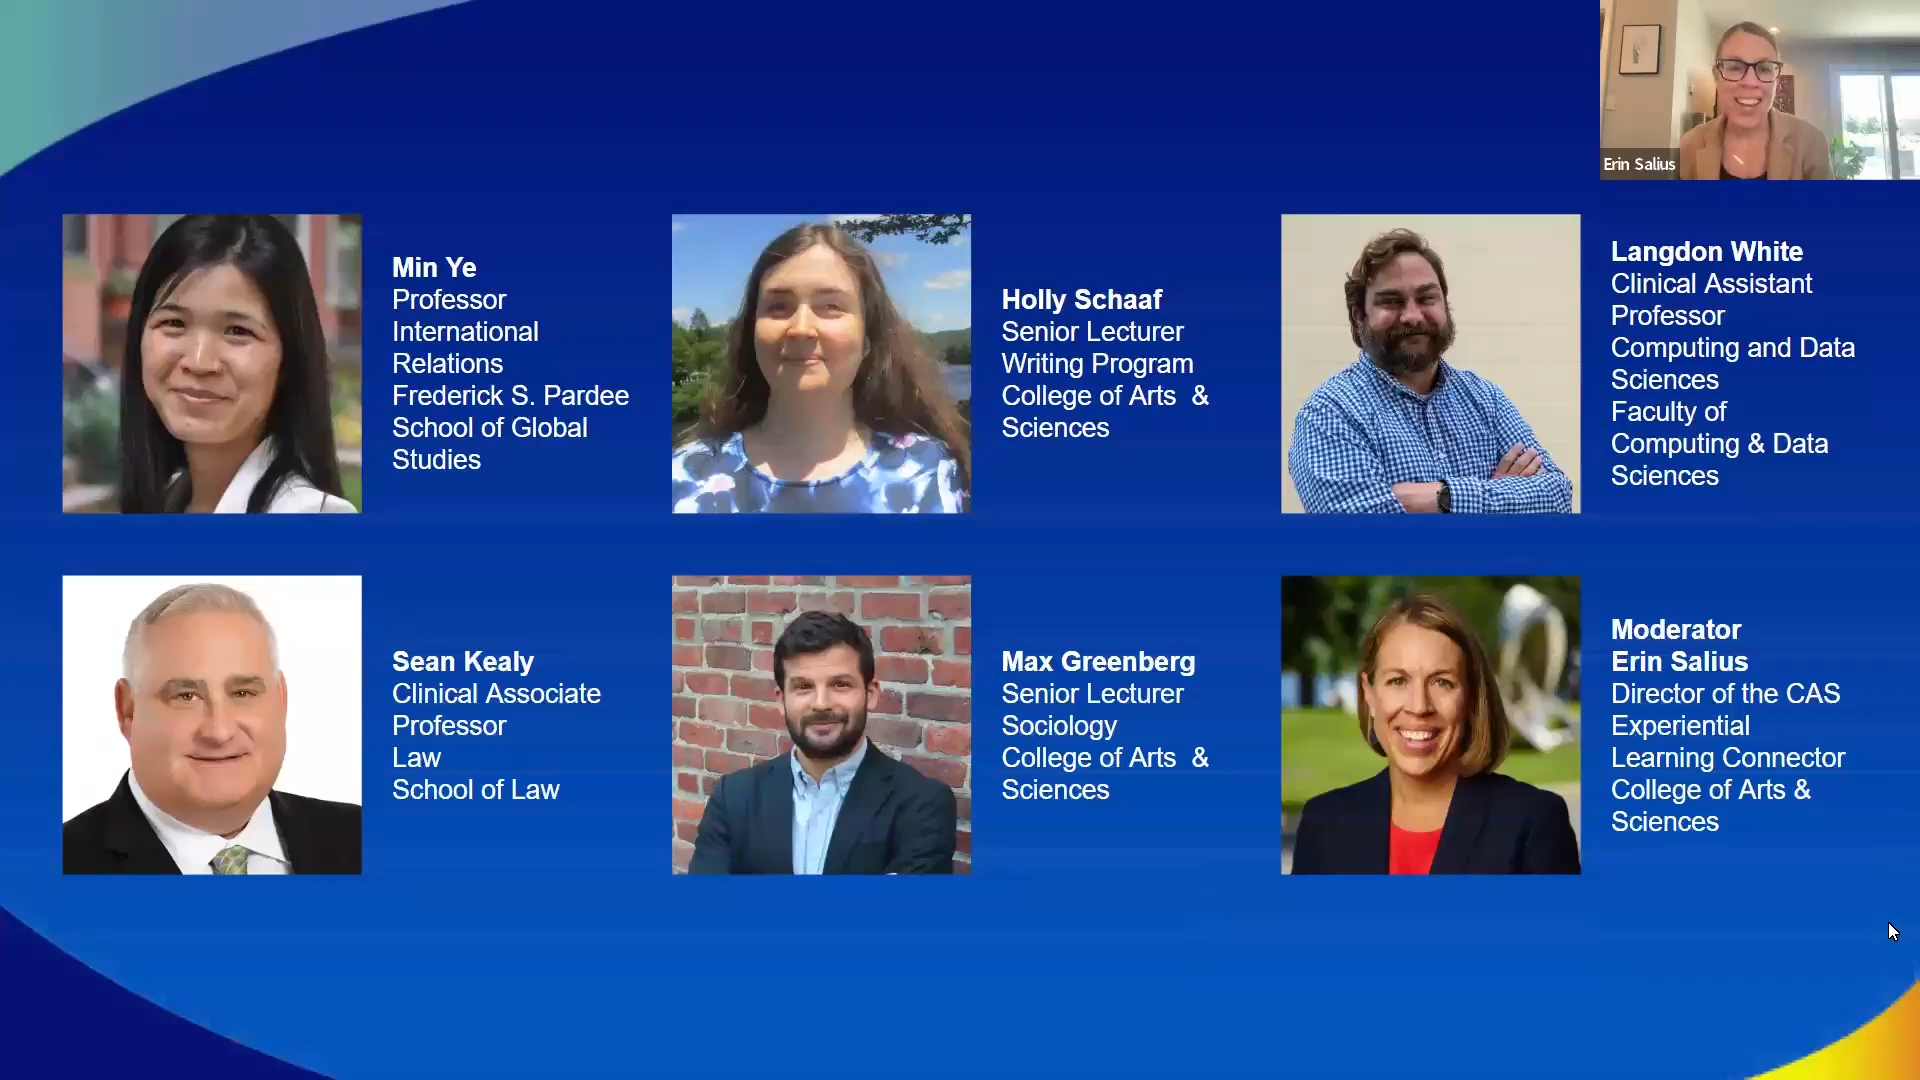 Erin Salius
Min Ye
Professor
International
Relations
Frederick S. Pardee
School of Global
Studies
Holly Schaaf
Senior Lecturer
Writing Program
College of Arts &
Sciences
Langdon White
Clinical Assistant
Professor
Computing and Data
Sciences
Faculty of
Computing & Data
Sciences
Sean Kealy
Clinical Associate
Professor
Law
School of Law
Max Greenberg
Senior Lecturer
Sociology
College of Arts &
Sciences
Moderator
Erin Salius
Director of the CAS
Experiential
Learning Connector
College of Arts &
Sciences